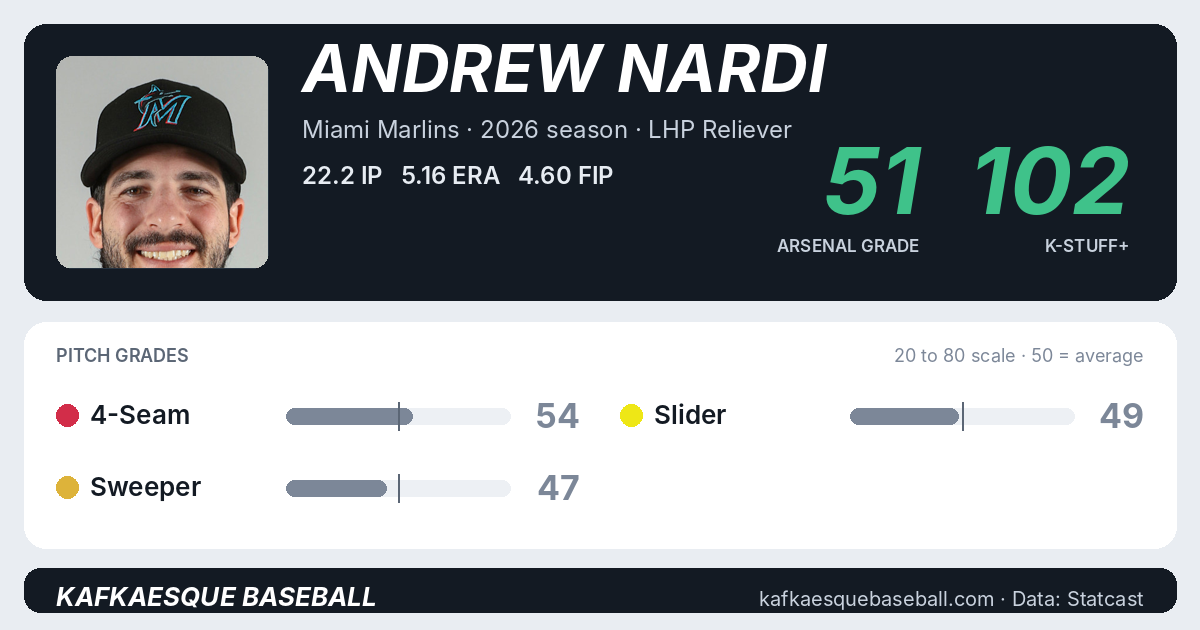 ANDREW NARDI
Miami Marlins · 2026 season · LHP Reliever
22.2 IP 5.16 ERA 4.60 FIP
51 102
ARSENAL GRADE K-STUFF+
PITCH GRADES 20 to 80 scale · 50 = average
4-Seam 54 Slider 49
Sweeper 47
KAFKAESQUE BASEBALL kafkaesquebaseball.com · Data: Statcast